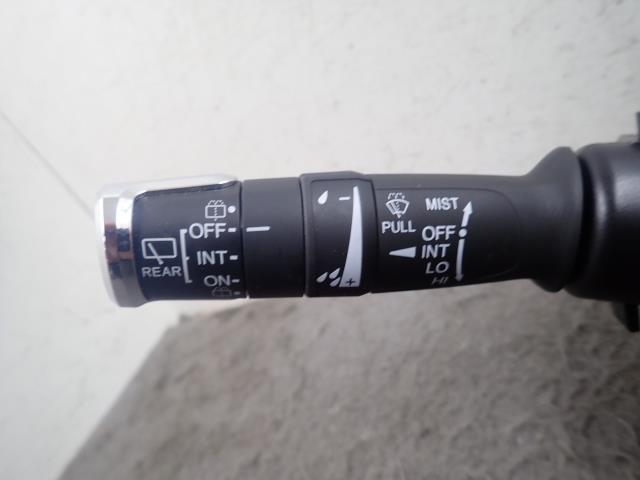 REAR
OFF
INT
ON
PULL
MIST
OFF
INT
LO
HI